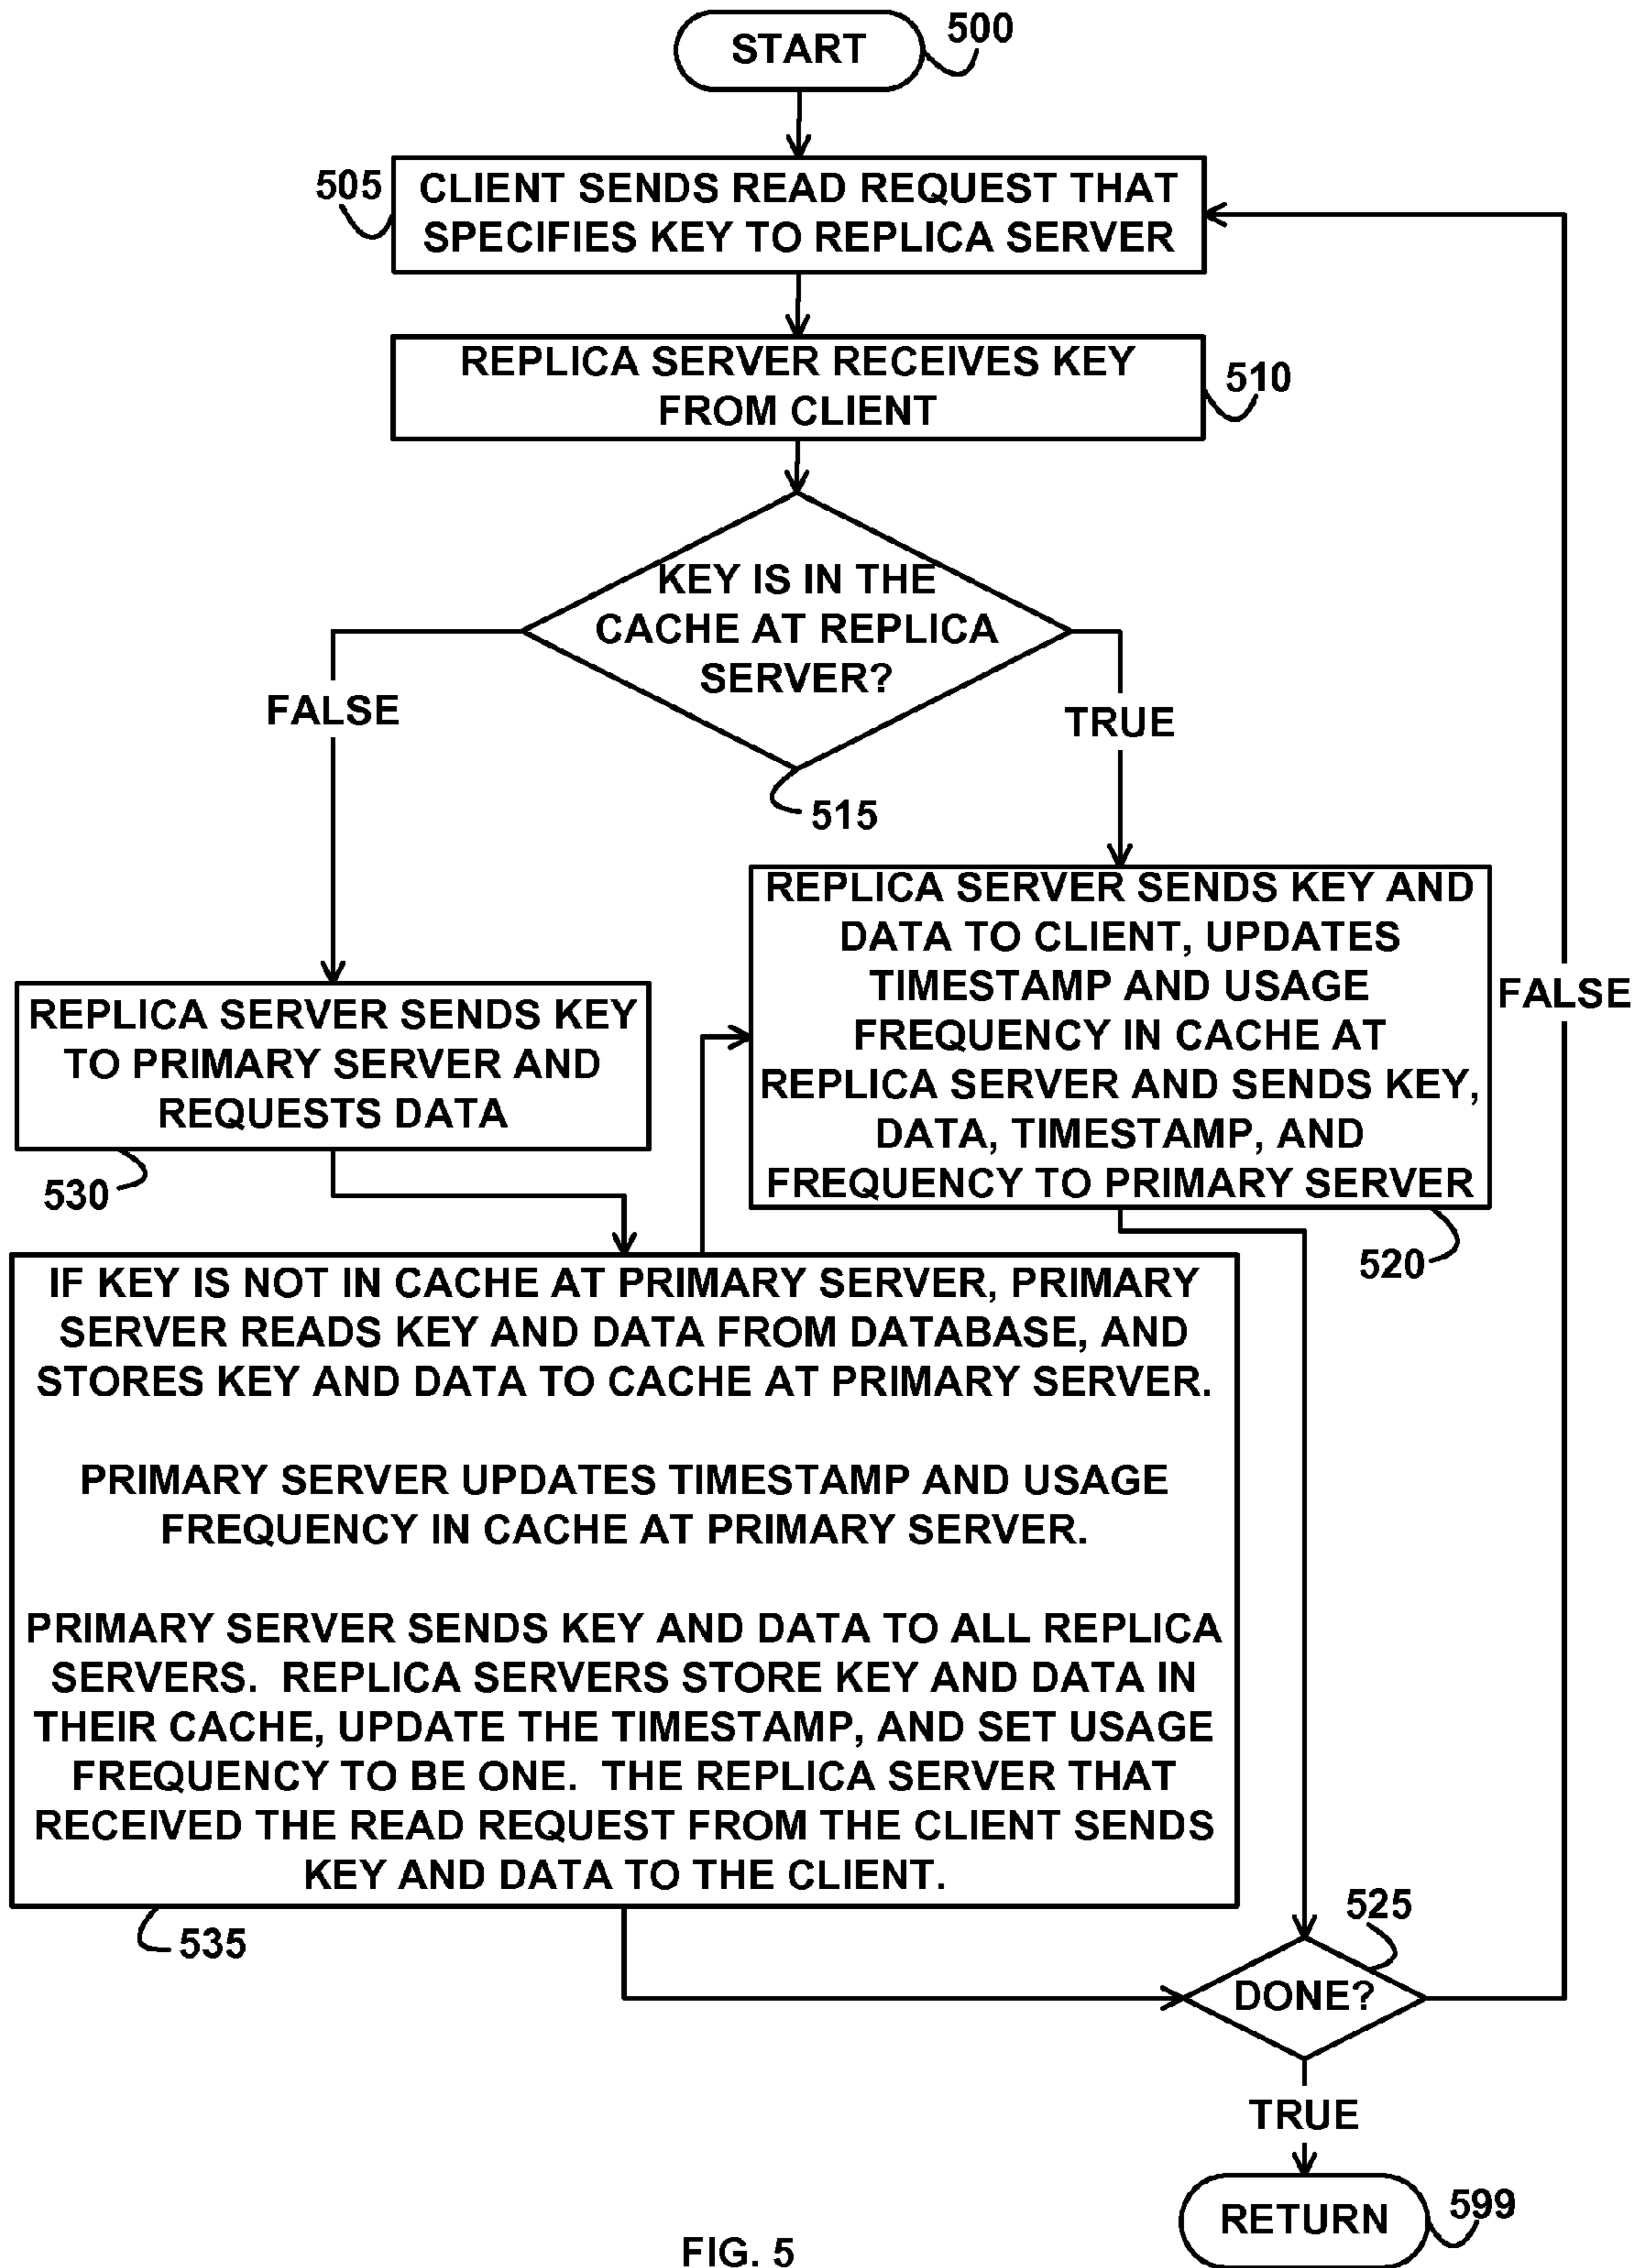 START
500
505
CLIENT SENDS READ REQUEST THAT
SPECIFIES KEY TO REPLICA SERVER
REPLICA SERVER RECEIVES KEY
FROM CLIENT
510
KEY IS IN THE
CACHE AT REPLICA
SERVER?
FALSE
TRUE
515
REPLICA SERVER SENDS KEY AND
DATA TO CLIENT, UPDATES
TIMESTAMP AND USAGE
FREQUENCY IN CACHE AT
REPLICA SERVER AND SENDS KEY,
DATA, TIMESTAMP, AND
FREQUENCY TO PRIMARY SERVER
FALSE
REPLICA SERVER SENDS KEY
TO PRIMARY SERVER AND
REQUESTS DATA
530
520
IF KEY IS NOT IN CACHE AT PRIMARY SERVER, PRIMARY
SERVER READS KEY AND DATA FROM DATABASE, AND
STORES KEY AND DATA TO CACHE AT PRIMARY SERVER.
PRIMARY SERVER UPDATES TIMESTAMP AND USAGE
FREQUENCY IN CACHE AT PRIMARY SERVER.
PRIMARY SERVER SENDS KEY AND DATA TO ALL REPLICA
SERVERS. REPLICA SERVERS STORE KEY AND DATA IN
THEIR CACHE, UPDATE THE TIMESTAMP, AND SET USAGE
FREQUENCY TO BE ONE. THE REPLICA SERVER THAT
RECEIVED THE READ REQUEST FROM THE CLIENT SENDS
KEY AND DATA TO THE CLIENT.
535
525
DONE?
TRUE
RETURN
599
FIG. 5